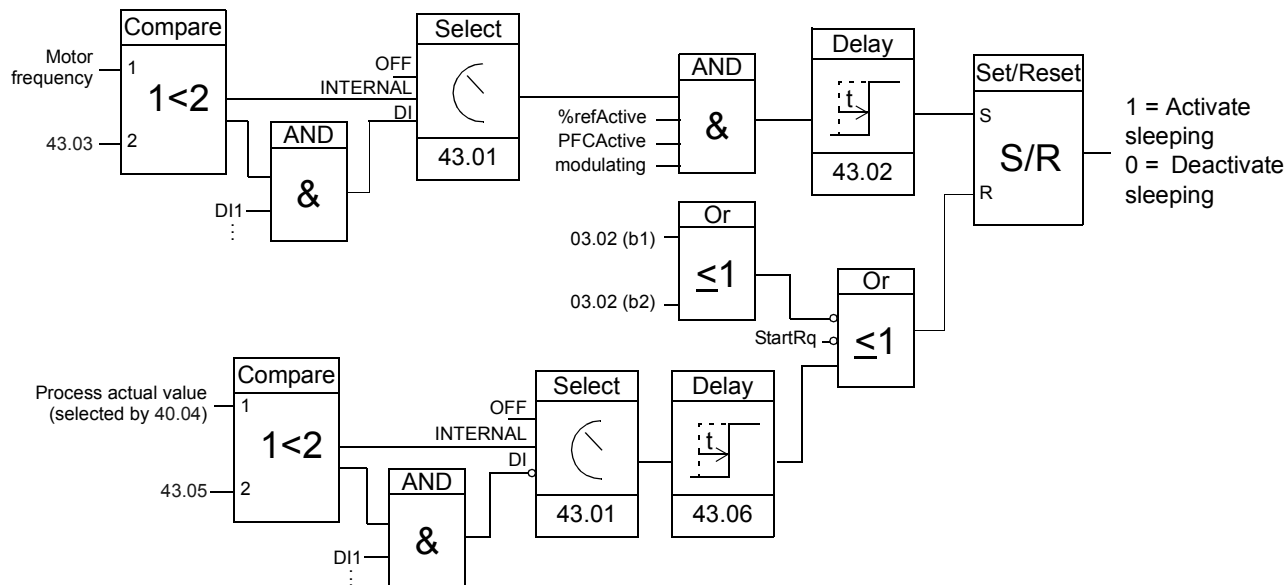 Compare
Motor
frequency
1
1<2
43.03
2
AND
&
DI1
⋮
Select
OFF
INTERNAL
DI
43.01
AND
%refActive
PFCActive
modulating
&
Delay
t
43.02
Set/Reset
S
S/R
R
1 = Activate
sleeping
0 = Deactivate
sleeping
Or
03.02 (b1)
≤1
03.02 (b2)
Or
StartRq
≤1
Compare
Process actual value
(selected by 40.04)
1
1<2
43.05
2
AND
&
DI1
⋮
Select
OFF
INTERNAL
DI
43.01
Delay
t
43.06